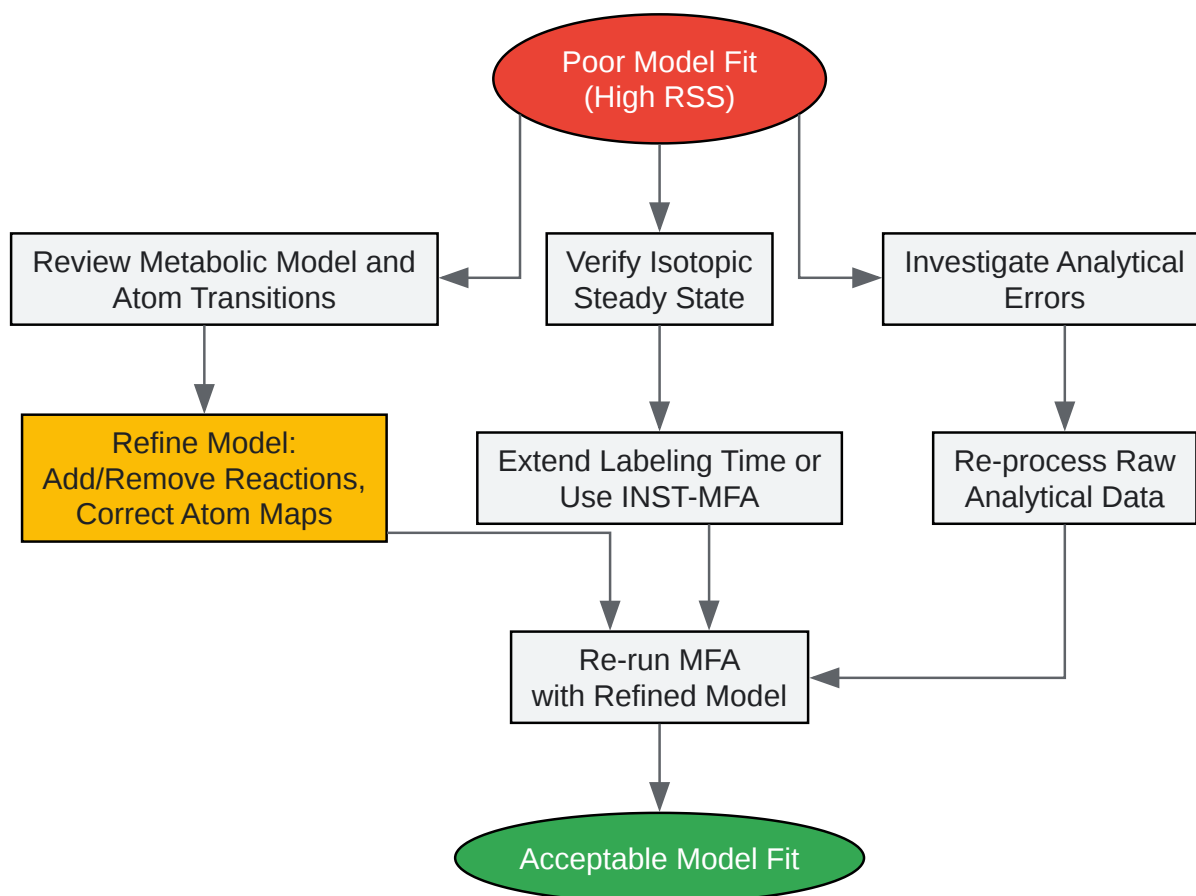 Poor Model Fit
(High RSS)
Review Metabolic Model and
Atom Transitions
Verify Isotopic
Steady State
Investigate Analytical
Errors
Refine Model:
Add/Remove Reactions,
Correct Atom Maps
Extend Labeling Time or
Use INST-MFA
Re-process Raw
Analytical Data
Re-run MFA
with Refined Model
Acceptable Model Fit